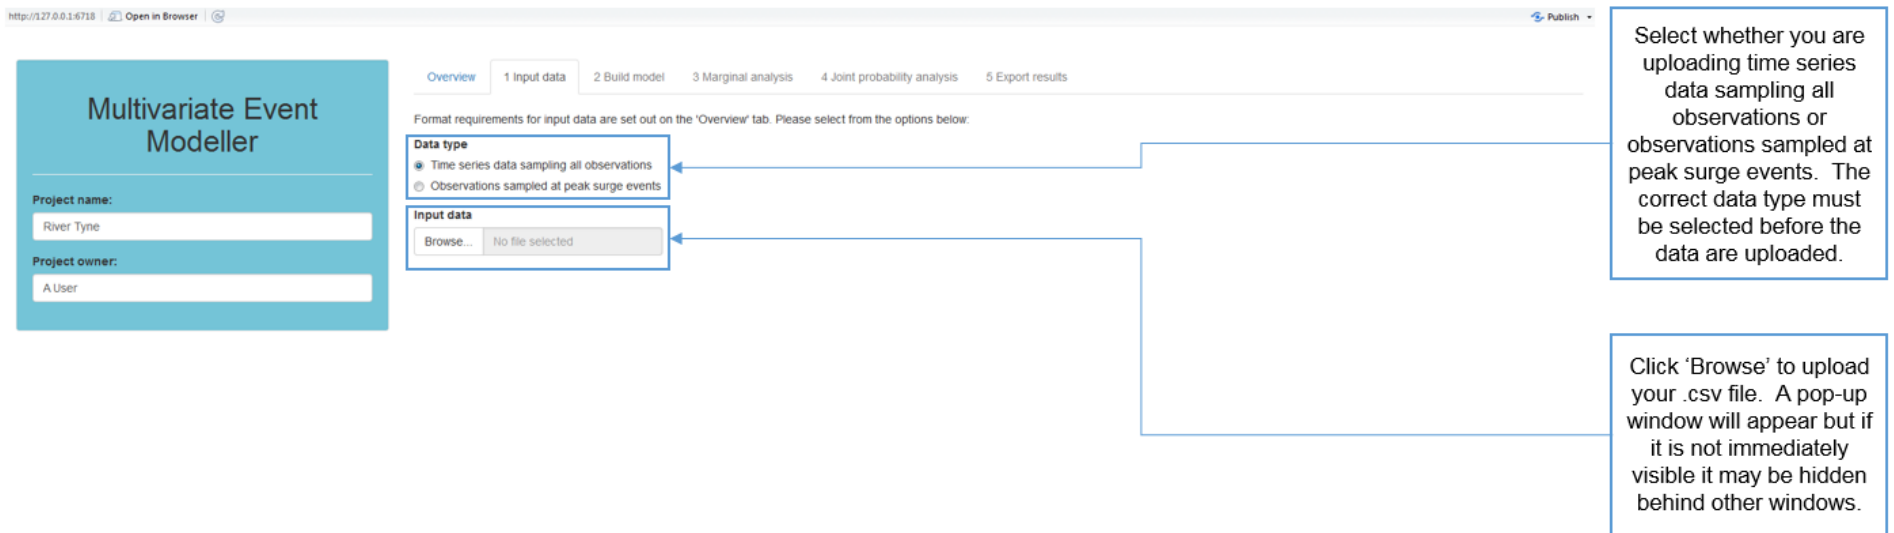 http://127.0.0.1:6718 Open in Browser Publish
Multivariate Event
Modeller
Project name:
River Tyne
Project owner:
A User
Overview 1 Input data 2 Build model 3 Marginal analysis 4 Joint probability analysis 5 Export results
Format requirements for input data are set out on the 'Overview' tab. Please select from the options below:
Data type
Time series data sampling all observations
Observations sampled at peak surge events
Input data
Browse... No file selected
Select whether you are
uploading time series
data sampling all
observations or
observations sampled at
peak surge events. The
correct data type must
be selected before the
data are uploaded.
Click ‘Browse’ to upload
your .csv file. A pop-up
window will appear but if
it is not immediately
visible it may be hidden
behind other windows.